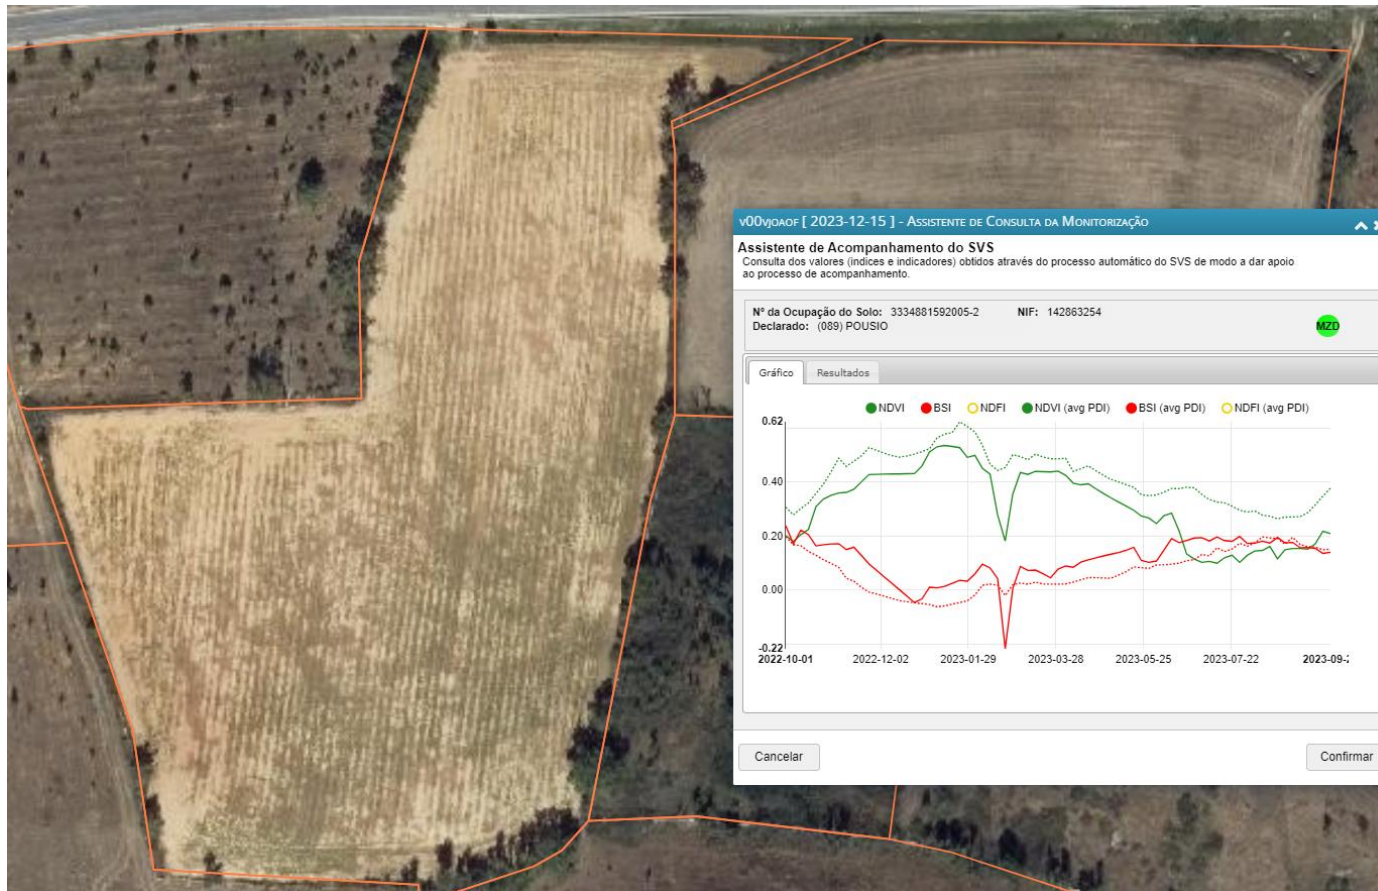 v00vjoaof [ 2023-12-15 ] - Assistente de Consulta da Monitorização
Assistente de Acompanhamento do SVS
Consulta dos valores (índices e indicadores) obtidos através do processo automático do SVS de modo a dar apoio
ao processo de acompanhamento.
Nº da Ocupação do Solo: 3334881592005-2 NIF: 142863254
Declarado: (089) POUSIO
MZD
Gráfico Resultados
NDVI BSI NDFI NDVI (avg PDI) BSI (avg PDI) NDFI (avg PDI)
0.62
0.40
0.20
0.00
-0.22
2022-10-01 2022-12-02 2023-01-29 2023-03-28 2023-05-25 2023-07-22 2023-09-2
Cancelar Confirmar